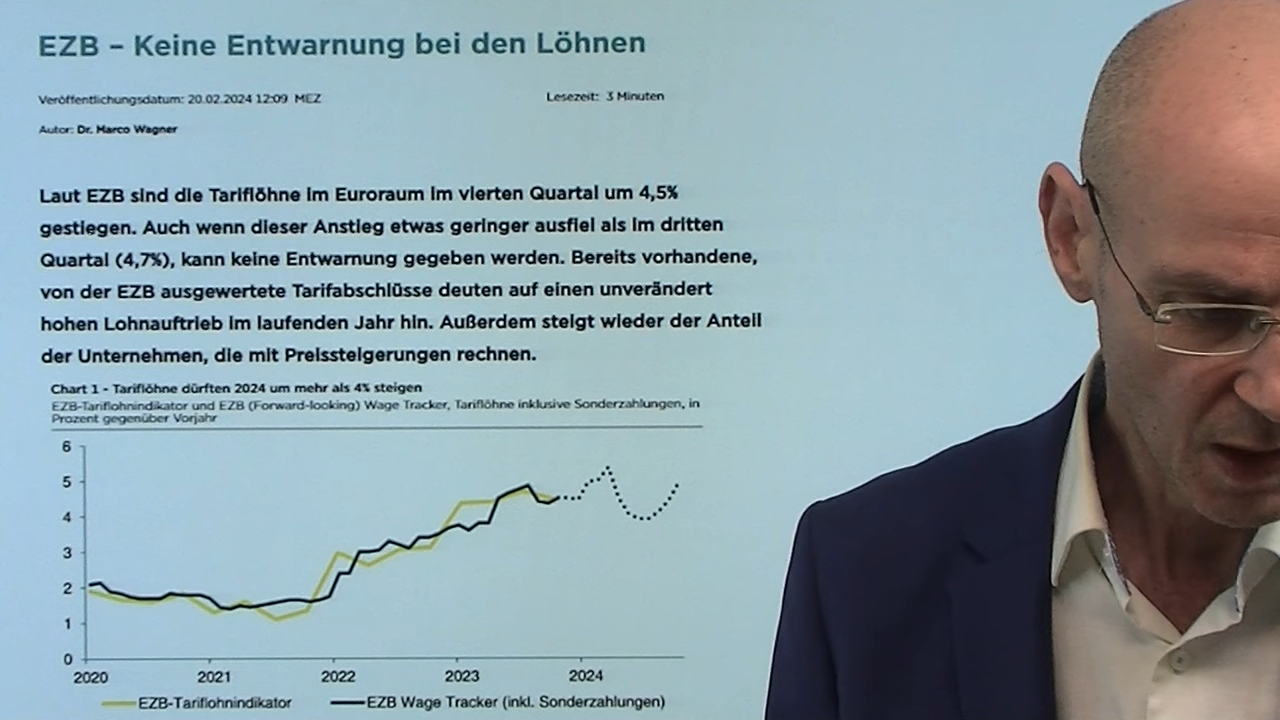 EZB – Keine Entwarnung bei den Löhnen
Veröffentlichungsdatum: 20.02.2024 12:09 MEZ
Lesezeit: 3 Minuten
Autor: Dr. Marco Wagner
Laut EZB sind die Tariflöhne im Euroraum im vierten Quartal um 4,5%
gestiegen. Auch wenn dieser Anstieg etwas geringer ausfiel als im dritten
Quartal (4,7%), kann keine Entwarnung gegeben werden. Bereits vorhandene,
von der EZB ausgewertete Tarifabschlüsse deuten auf einen unverändert
hohen Lohnauftrieb im laufenden Jahr hin. Außerdem steigt wieder der Anteil
der Unternehmen, die mit Preissteigerungen rechnen.
Chart 1 - Tariflöhne dürften 2024 um mehr als 4% steigen
EZB-Tariflohnindikator und EZB (Forward-looking) Wage Tracker, Tariflöhne inklusive Sonderzahlungen, in
Prozent gegenüber Vorjahr
6
5
4
3
2
1
0
2020 2021 2022 2023 2024
EZB-Tariflohnindikator EZB Wage Tracker (inkl. Sonderzahlungen)